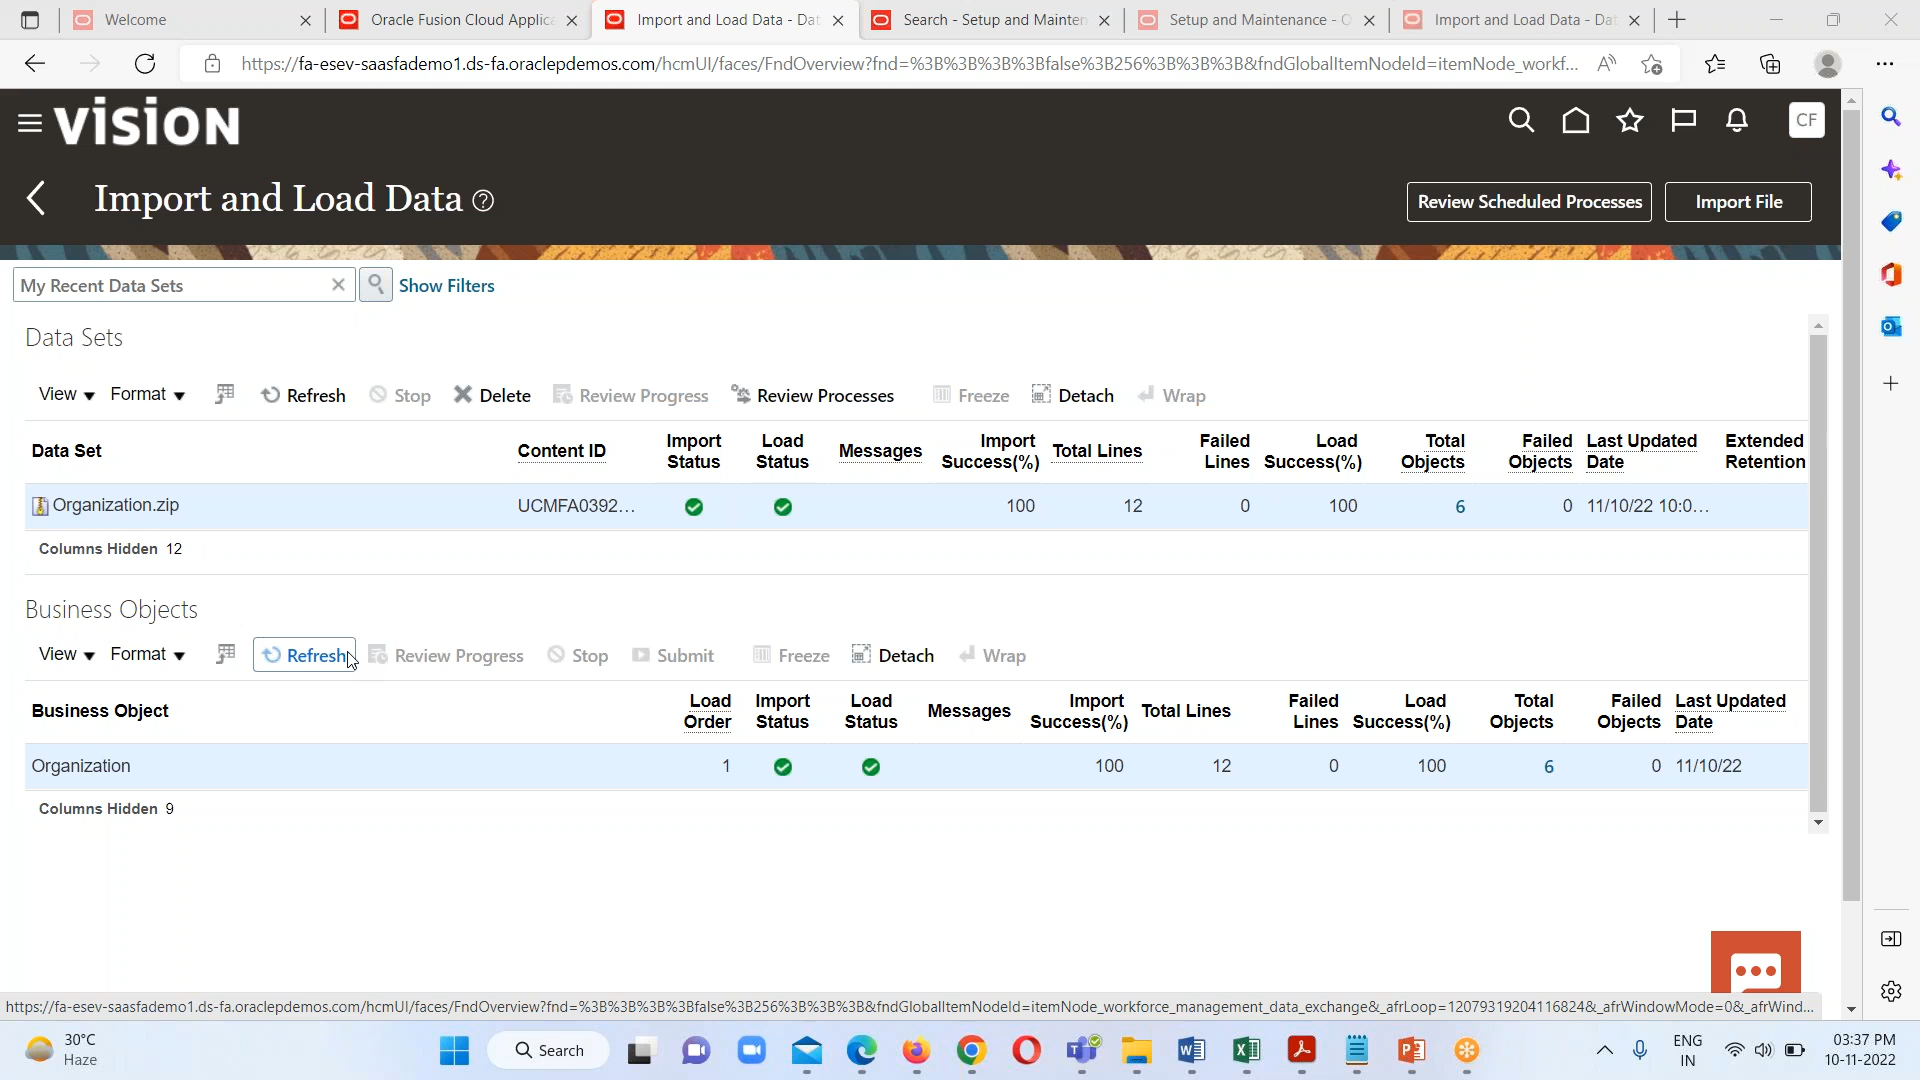 Welcome
Oracle Fusion Cloud Applica
Import and Load Data - Dat
Search - Setup and Mainten
Setup and Maintenance - O
Import and Load Data - Dat
https://fa-esev-saasfademo1.ds-fa.oraclepdemos.com/hcmUI/faces/FndOverview?fnd=%3B%3B%3B%3Bfalse%3B256%3B%3B%3B&fndGlobalItemNodeId=itemNode_workf...
vision
CF
Import and Load Data
Review Scheduled Processes
Import File
My Recent Data Sets
Show Filters
Data Sets
View Format Refresh Stop Delete Review Progress Review Processes Freeze Detach Wrap
Data Set Content ID Import Status Load Status Messages Import Success(%) Total Lines Failed Lines Load Success(%) Total Objects Failed Objects Last Updated Date Extended Retention
Organization.zip UCMFA0392... 100 12 0 100 6 0 11/10/22 10:0...
Columns Hidden 12
Business Objects
View Format Refresh Review Progress Stop Submit Freeze Detach Wrap
Business Object Load Order Import Status Load Status Messages Import Success(%) Total Lines Failed Lines Load Success(%) Total Objects Failed Objects Last Updated Date
Organization 1 100 12 0 100 6 0 11/10/22
Columns Hidden 9
https://fa-esev-saasfademo1.ds-fa.oraclepdemos.com/hcmUI/faces/FndOverview?fnd=%3B%3B%3B%3Bfalse%3B256%3B%3B%3B&fndGlobalItemNodeId=itemNode_workforce_management_data_exchange&_afrLoop=12079319204116824&_afrWindowMode=0&_afrWind...
30°C
Haze
Search
ENG
IN
03:37 PM
10-11-2022